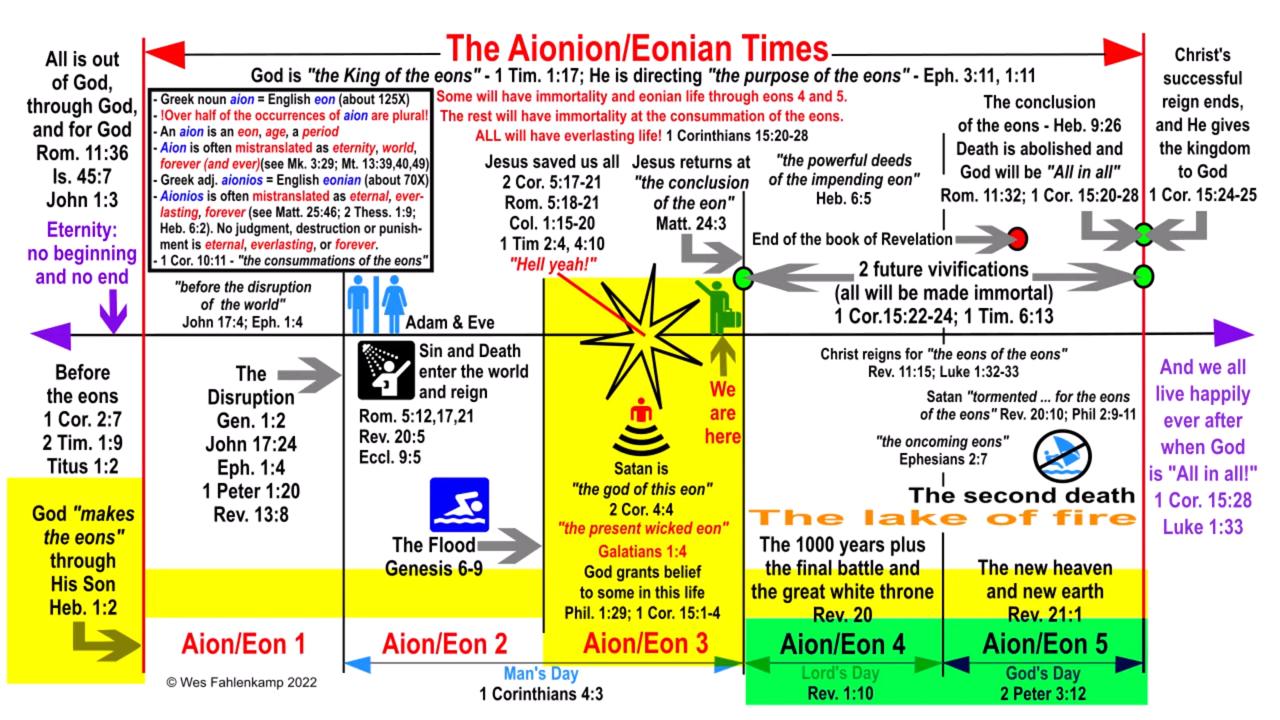 The Aionion/Eonian Times
God is "the King of the eons" - 1 Tim. 1:17; He is directing "the purpose of the eons" - Eph. 3:11, 1:11
All is out
of God,
through God,
and for God
Rom. 11:36
Is. 45:7
John 1:3
Eternity:
no beginning
and no end
- Greek noun aion = English eon (about 125X)
- !Over half of the occurrences of aion are plural!
- An aion is an eon, age, a period
- Aion is often mistranslated as eternity, world,
forever (and ever)(see Mk. 3:29; Mt. 13:39,40,49)
- Greek adj. aionios = English eonian (about 70X)
- Aionios is often mistranslated as eternal, ever-
lasting, forever (see Matt. 25:46; 2 Thess. 1:9;
Heb. 6:2). No judgment, destruction or punish-
ment is eternal, everlasting, or forever.
- 1 Cor. 10:11 - "the consummations of the eons"
Some will have immortality and eonian life through eons 4 and 5.
The rest will have immortality at the consummation of the eons.
ALL will have everlasting life! 1 Corinthians 15:20-28
Jesus saved us all
2 Cor. 5:17-21
Rom. 5:18-21
Col. 1:15-20
1 Tim 2:4, 4:10
"Hell yeah!"
Jesus returns at
"the conclusion
of the eon"
Matt. 24:3
"the powerful deeds
of the impending eon"
Heb. 6:5
The conclusion
of the eons - Heb. 9:26
Death is abolished and
God will be "All in all"
Rom. 11:32; 1 Cor. 15:20-28
Christ's
successful
reign ends,
and He gives
the kingdom
to God
1 Cor. 15:24-25
End of the book of Revelation
2 future vivifications
(all will be made immortal)
1 Cor.15:22-24; 1 Tim. 6:13
"before the disruption
of the world"
John 17:4; Eph. 1:4
Adam & Eve
Before
the eons
1 Cor. 2:7
2 Tim. 1:9
Titus 1:2
God "makes
the eons"
through
His Son
Heb. 1:2
The
Disruption
Gen. 1:2
John 17:24
Eph. 1:4
1 Peter 1:20
Rev. 13:8
Sin and Death
enter the world
and reign
Rom. 5:12,17,21
Rev. 20:5
Eccl. 9:5
The Flood
Genesis 6-9
We
are
here
Satan is
"the god of this eon"
2 Cor. 4:4
"the present wicked eon"
Galatians 1:4
God grants belief
to some in this life
Phil. 1:29; 1 Cor. 15:1-4
Christ reigns for "the eons of the eons"
Rev. 11:15; Luke 1:32-33
Satan "tormented ... for the eons
of the eons" Rev. 20:10; Phil 2:9-11
"the oncoming eons"
Ephesians 2:7
The second death
The lake of fire
The 1000 years plus
the final battle and
the great white throne
Rev. 20
The new heaven
and new earth
Rev. 21:1
And we all
live happily
ever after
when God
is "All in all!"
1 Cor. 15:28
Luke 1:33
Aion/Eon 1
Aion/Eon 2
Aion/Eon 3
Aion/Eon 4
Aion/Eon 5
Man's Day
1 Corinthians 4:3
Lord's Day
Rev. 1:10
God's Day
2 Peter 3:12
© Wes Fahlenkamp 2022